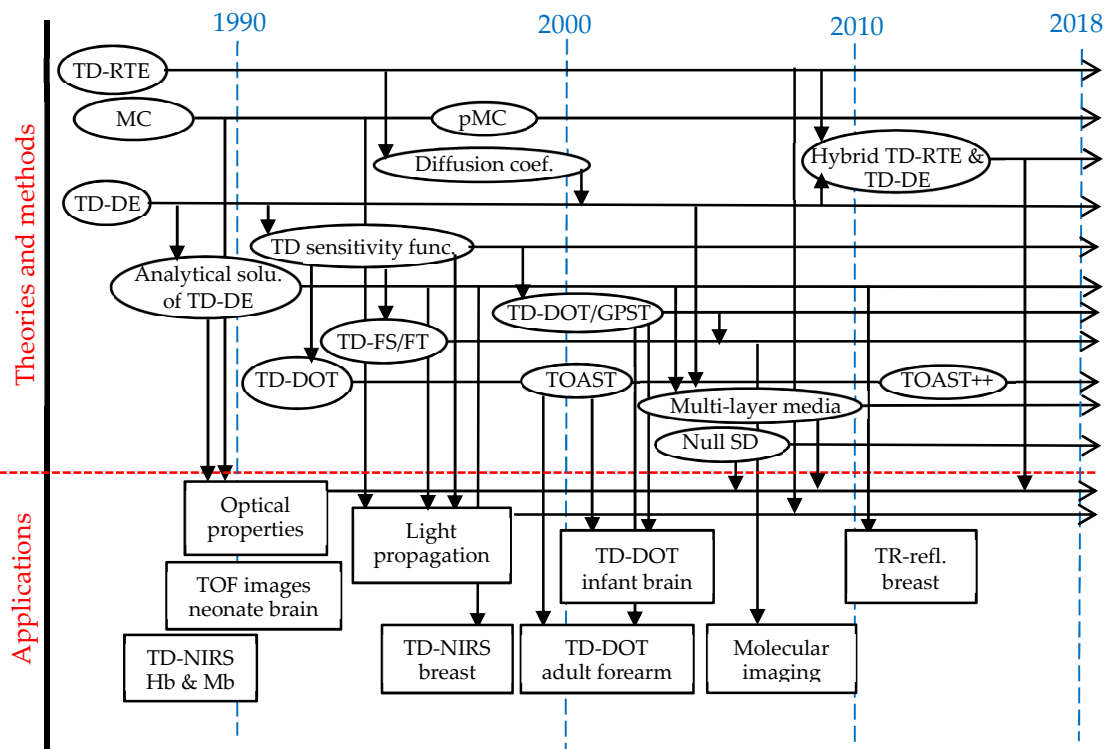 1990
2000
2010
2018
TD-RTE
MC
pMC
Diffusion coef.
Hybrid TD-RTE &
TD-DE
TD-DE
TD sensitivity func.
Analytical solu.
of TD-DE
TD-DOT/GPST
TD-FS/FT
TD-DOT
TOAST
TOAST++
Multi-layer media
Null SD
Theories and methods
Applications
Optical
properties
Light
propagation
TD-DOT
infant brain
TR-refl.
breast
TOF images
neonate brain
TD-NIRS
Hb & Mb
TD-NIRS
breast
TD-DOT
adult forearm
Molecular
imaging